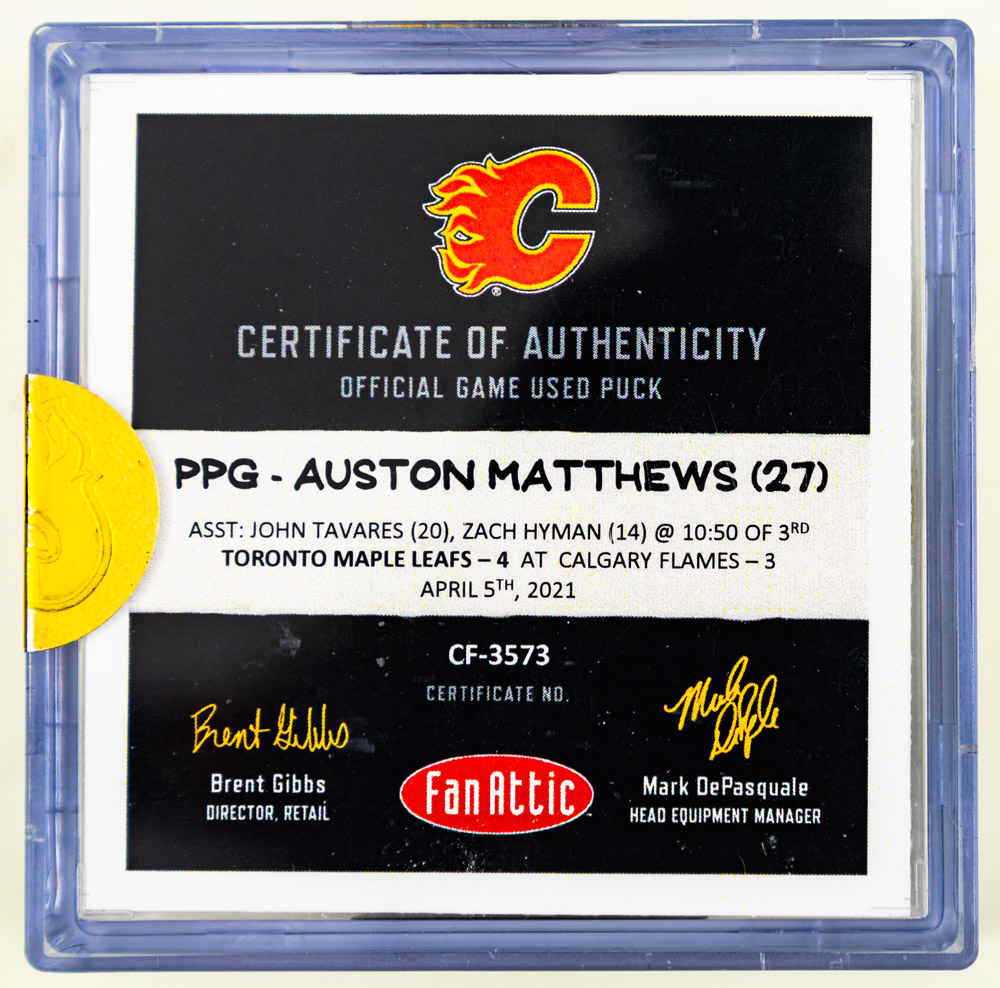 C
®
CERTIFICATE OF AUTHENTICITY
OFFICIAL GAME USED PUCK
PPG - AUSTON MATTHEWS (27)
ASST: JOHN TAVARES (20), ZACH HYMAN (14) @ 10:50 OF 3RD
TORONTO MAPLE LEAFS – 4 AT CALGARY FLAMES – 3
APRIL 5TH, 2021
CF-3573
CERTIFICATE NO.
Brent Gibbs
Brent Gibbs
DIRECTOR, RETAIL
FanAttic
Mark DePasquale
HEAD EQUIPMENT MANAGER